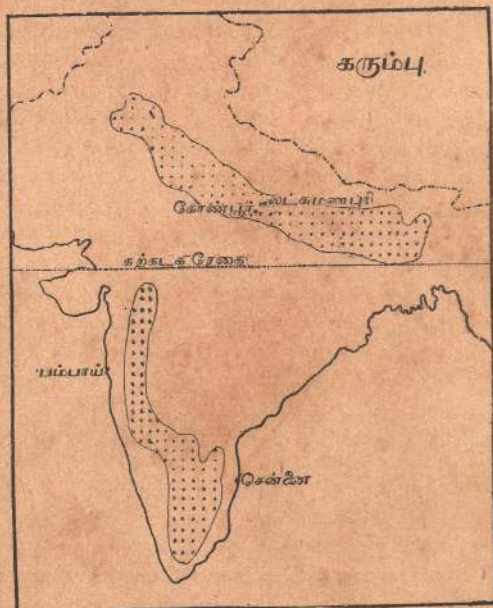 கரும்பு.
கோண்பூர் லட்சுமணபுரி
கற்கடக ரேகை
பம்பாய்
சென்னை